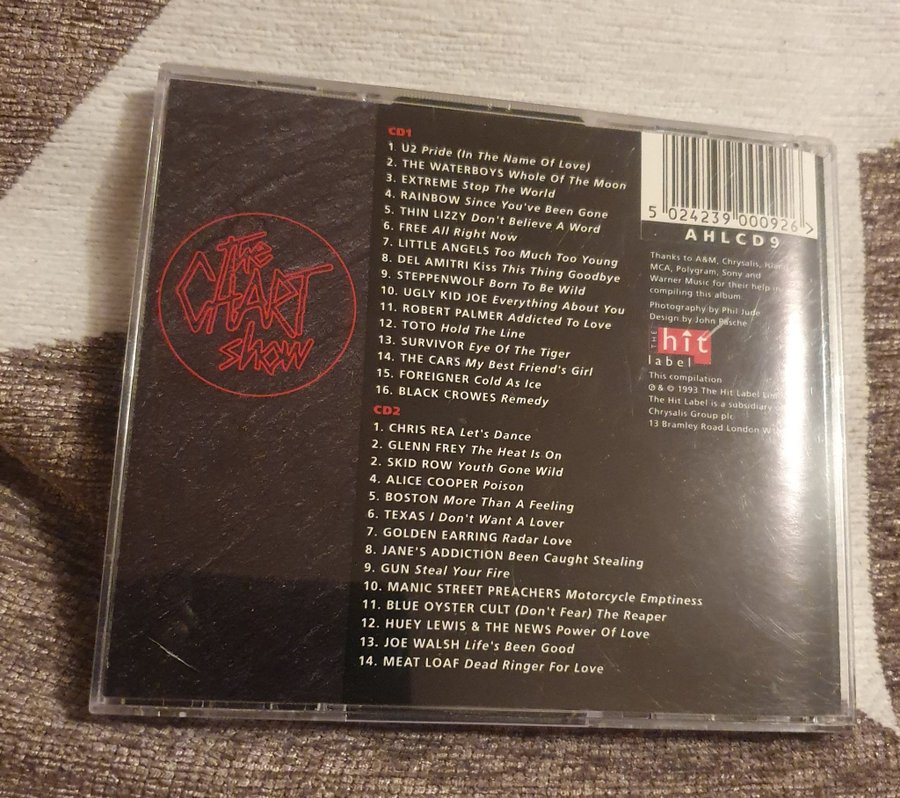 the
CHART
show
CD1
1. U2 Pride (In The Name Of Love)
2. THE WATERBOYS Whole Of The Moon
3. EXTREME Stop The World
4. RAINBOW Since You've Been Gone
5. THIN LIZZY Don't Believe A Word
6. FREE All Right Now
7. LITTLE ANGELS Too Much Too Young
8. DEL AMITRI Kiss This Thing Goodbye
9. STEPPENWOLF Born To Be Wild
10. UGLY KID JOE Everything About You
11. ROBERT PALMER Addicted To Love
12. TOTO Hold The Line
13. SURVIVOR Eye Of The Tiger
14. THE CARS My Best Friend's Girl
15. FOREIGNER Cold As Ice
16. BLACK CROWES Remedy
CD2
1. CHRIS REA Let's Dance
2. GLENN FREY The Heat Is On
2. SKID ROW Youth Gone Wild
4. ALICE COOPER Poison
5. BOSTON More Than A Feeling
6. TEXAS I Don't Want A Lover
7. GOLDEN EARRING Radar Love
8. JANE'S ADDICTION Been Caught Stealing
9. GUN Steal Your Fire
10. MANIC STREET PREACHERS Motorcycle Emptiness
11. BLUE OYSTER CULT (Don't Fear) The Reaper
12. HUEY LEWIS & THE NEWS Power Of Love
13. JOE WALSH Life's Been Good
14. MEAT LOAF Dead Ringer For Love
5 024239 000926 >
AHLCD9
Thanks to A&M, Chrysalis,
MCA, Polygram, Sony and
Warner Music for their help in
compiling this album.
Photography by Phil Jude
Design by John Pasche
THE
hit
label
This compilation
℗ & © 1993 The Hit Label
The Hit Label is a subsidiary
Chrysalis Group plc
13 Bramley Road London